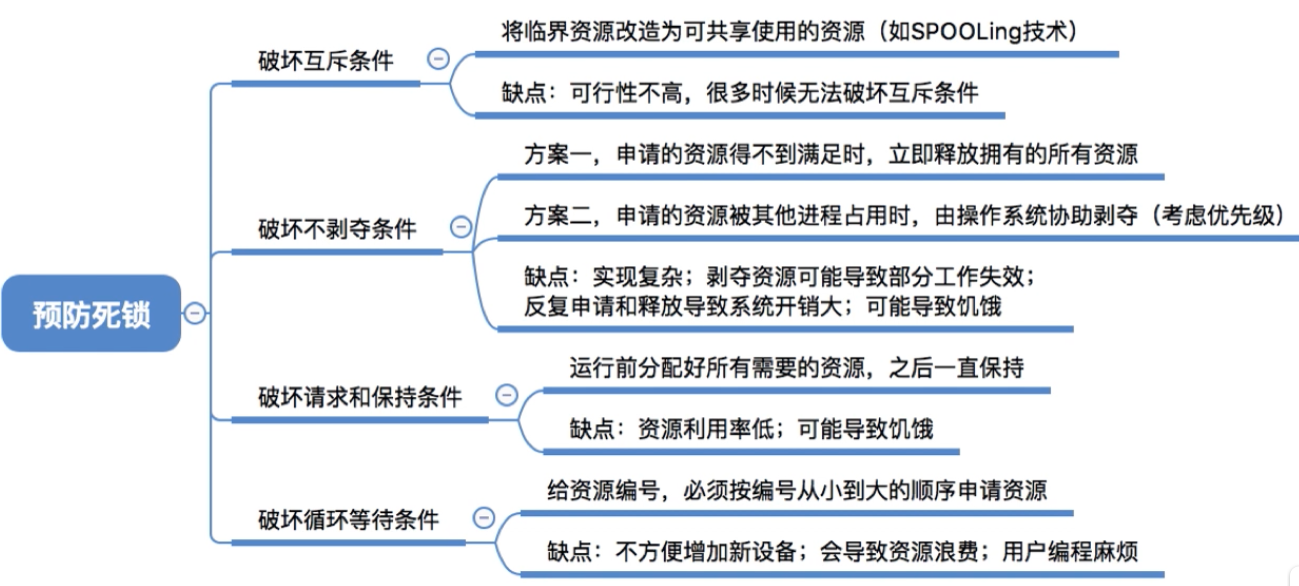 预防死锁
破坏互斥条件
将临界资源改造为可共享使用的资源（如SPOOLing技术）
缺点：可行性不高，很多时候无法破坏互斥条件
破坏不剥夺条件
方案一，申请的资源得不到满足时，立即释放拥有的所有资源
方案二，申请的资源被其他进程占用时，由操作系统协助剥夺（考虑优先级）
缺点：实现复杂；剥夺资源可能导致部分工作失效；
反复申请和释放导致系统开销大；可能导致饥饿
破坏请求和保持条件
运行前分配好所有需要的资源，之后一直保持
缺点：资源利用率低；可能导致饥饿
破坏循环等待条件
给资源编号，必须按编号从小到大的顺序申请资源
缺点：不方便增加新设备；会导致资源浪费；用户编程麻烦